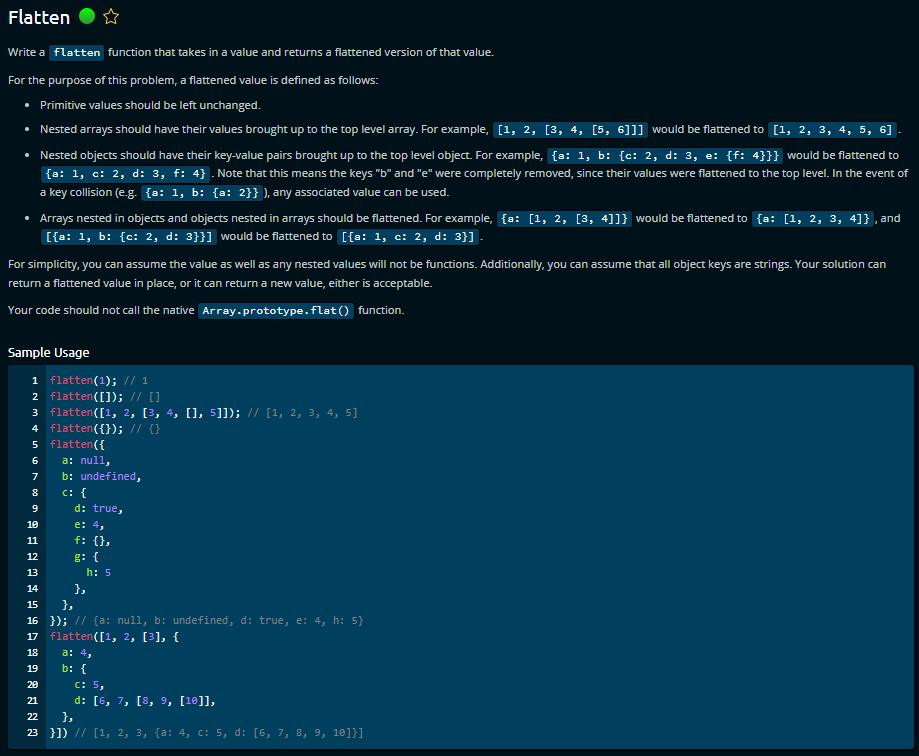 Flatten
Write a flatten function that takes in a value and returns a flattened version of that value.
For the purpose of this problem, a flattened value is defined as follows:
• Primitive values should be left unchanged.
• Nested arrays should have their values brought up to the top level array. For example, [1, 2, [3, 4, [5, 6]]] would be flattened to [1, 2, 3, 4, 5, 6] .
• Nested objects should have their key-value pairs brought up to the top level object. For example, {a: 1, b: {c: 2, d: 3, e: {f: 4}}} would be flattened to
{a: 1, c: 2, d: 3, f: 4} . Note that this means the keys "b" and "e" were completely removed, since their values were flattened to the top level. In the event of
a key collision (e.g. {a: 1, b: {a: 2}} ), any associated value can be used.
• Arrays nested in objects and objects nested in arrays should be flattened. For example, {a: [1, 2, [3, 4]]} would be flattened to {a: [1, 2, 3, 4]} , and
[{a: 1, b: {c: 2, d: 3}}] would be flattened to [{a: 1, c: 2, d: 3}] .
For simplicity, you can assume the value as well as any nested values will not be functions. Additionally, you can assume that all object keys are strings. Your solution can
return a flattened value in place, or it can return a new value, either is acceptable.
Your code should not call the native Array.prototype.flat() function.
Sample Usage
1 flatten(1); // 1
2 flatten([]); // []
3 flatten([1, 2, [3, 4, [], 5]]); // [1, 2, 3, 4, 5]
4 flatten({}); // {}
5 flatten({
6 a: null,
7 b: undefined,
8 c: {
9 d: true,
10 e: 4,
11 f: {},
12 g: {
13 h: 5
14 },
15 },
16 }); // {a: null, b: undefined, d: true, e: 4, h: 5}
17 flatten([1, 2, [3], {
18 a: 4,
19 b: {
20 c: 5,
21 d: [6, 7, [8, 9, [10]],
22 },
23 }]) // [1, 2, 3, {a: 4, c: 5, d: [6, 7, 8, 9, 10]}]